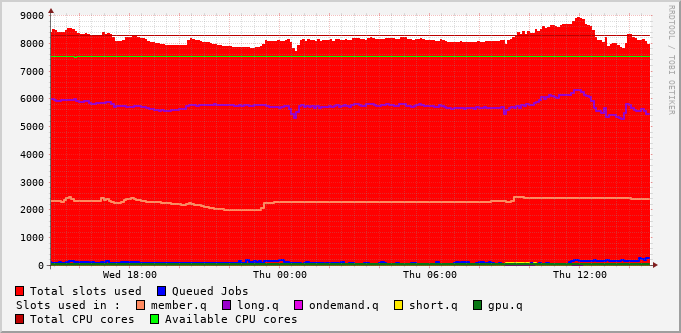 9000
8000
7000
6000
5000
4000
3000
2000
1000
0
Wed 18:00 Thu 00:00 Thu 06:00 Thu 12:00
RRDTOOL / TOBI OETIKER
Total slots used Queued Jobs
Slots used in : member.q long.q ondemand.q short.q gpu.q
Total CPU cores Available CPU cores